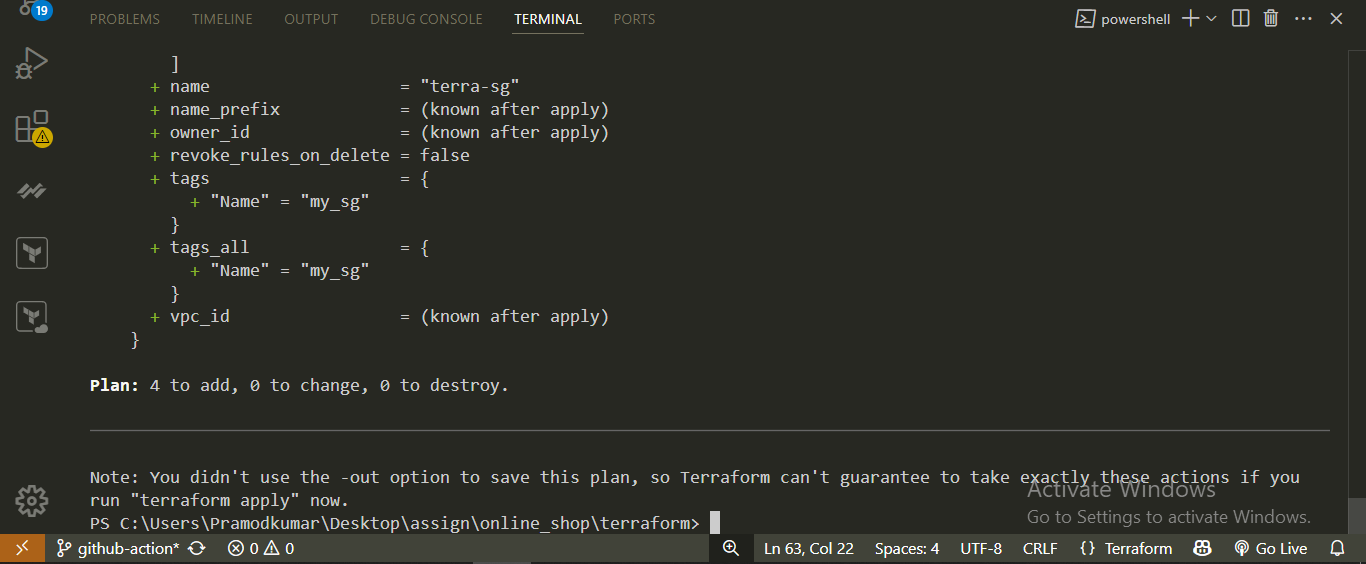 19
PROBLEMS TIMELINE OUTPUT DEBUG CONSOLE TERMINAL PORTS powershell
]
+ name = "terra-sg"
+ name_prefix = (known after apply)
+ owner_id = (known after apply)
+ revoke_rules_on_delete = false
+ tags = {
+ "Name" = "my_sg"
}
+ tags_all = {
+ "Name" = "my_sg"
}
+ vpc_id = (known after apply)
}
Plan: 4 to add, 0 to change, 0 to destroy.
Note: You didn't use the -out option to save this plan, so Terraform can't guarantee to take exactly these actions if you
run "terraform apply" now.
PS C:\Users\Pramodkumar\Desktop\assign\online_shop\terraform>
Activate Windows
Go to Settings to activate Windows.
github-action* 0 0 Ln 63, Col 22 Spaces: 4 UTF-8 CRLF {} Terraform Go Live